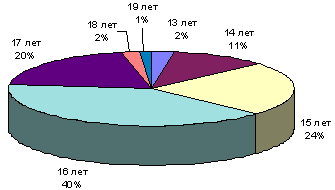 19 лет
1%
18 лет
2%
13 лет
2%
17 лет
20%
14 лет
11%
15 лет
24%
16 лет
40%